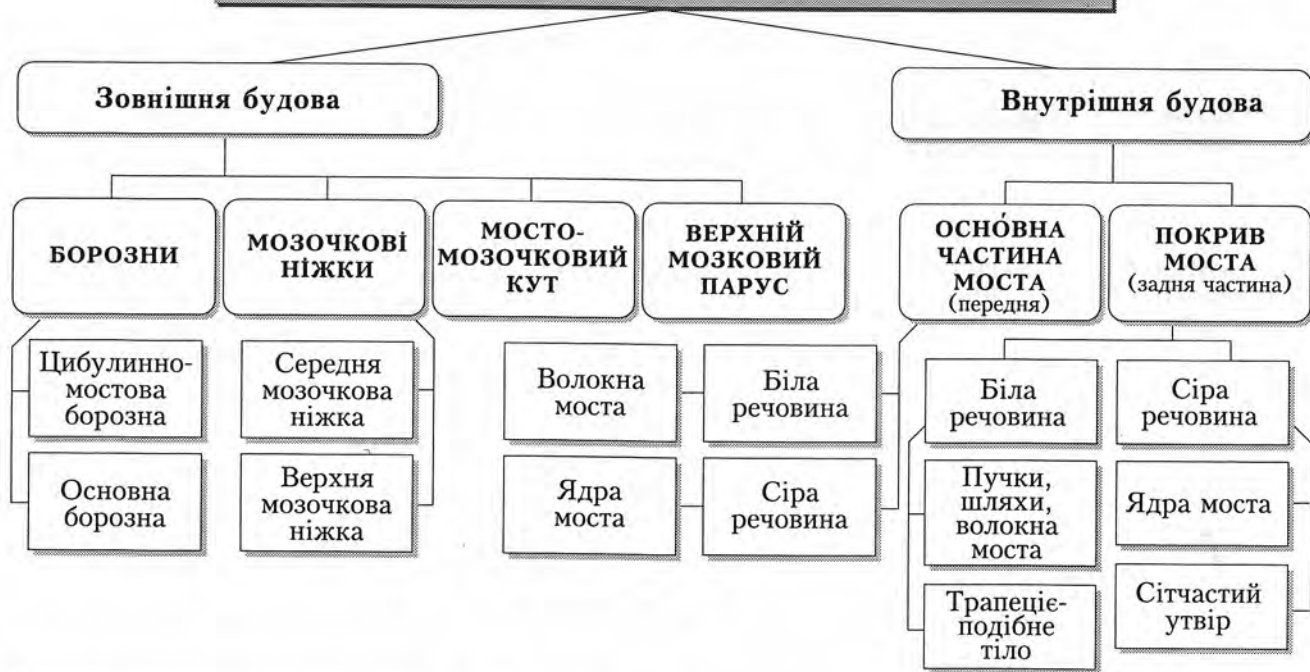 Зовнішня будова
Внутрішня будова
БОРОЗНИ
МОЗОЧКОВІ
НІЖКИ
МОСТО-
МОЗОЧКОВИЙ
КУТ
ВЕРХНІЙ
МОЗКОВИЙ
ПАРУС
ОСНО́ВНА
ЧАСТИНА
МОСТА
(передня)
ПОКРИВ
МОСТА
(задня частина)
Цибулинно-
мостова
борозна
Основна
борозна
Середня
мозочкова
ніжка
Верхня
мозочкова
ніжка
Волокна
моста
Біла
речовина
Ядра
моста
Сіра
речовина
Біла
речовина
Пучки,
шляхи,
волокна
моста
Трапеціє-
подібне
тіло
Сіра
речовина
Ядра моста
Сітчастий
утвір